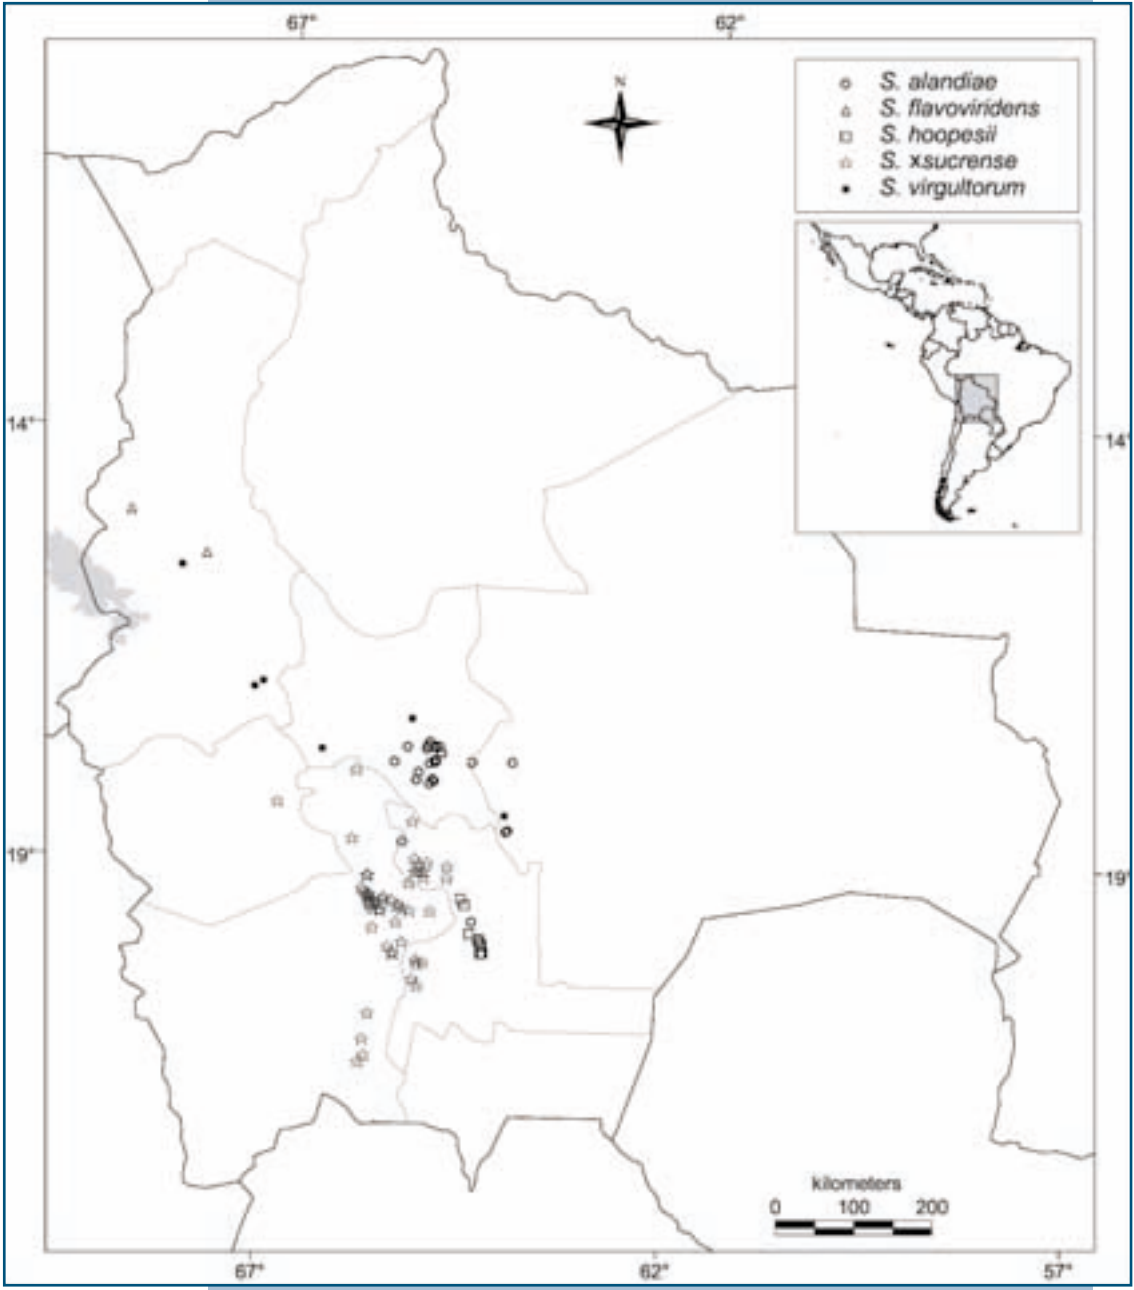 67° 62°
N
S. alandiae
S. flavoviridens
S. hoopesii
S. xsucrense
S. virgultorum
14° 14°
19° 19°
kilometers
0 100 200
67° 62° 57°